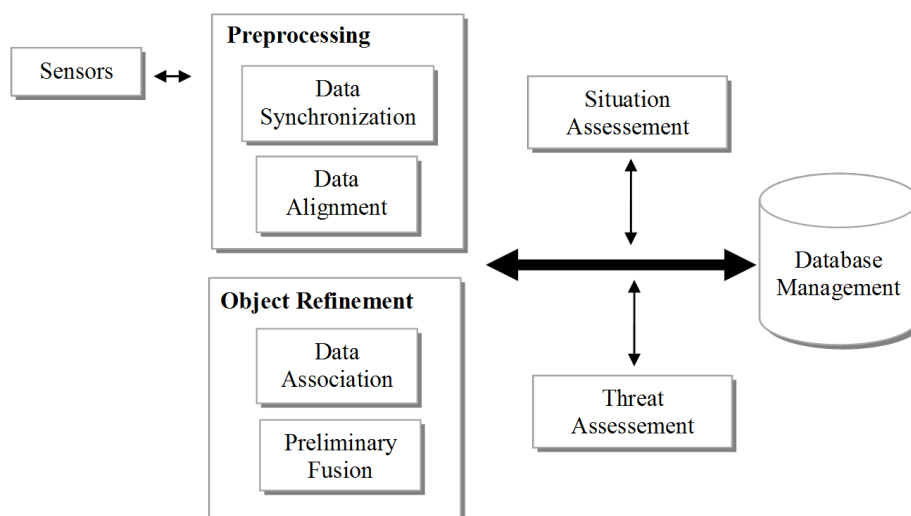 Sensors
Preprocessing
Data
Synchronization
Data
Alignment
Object Refinement
Data
Association
Preliminary
Fusion
Situation
Assessement
Threat
Assessement
Database
Management